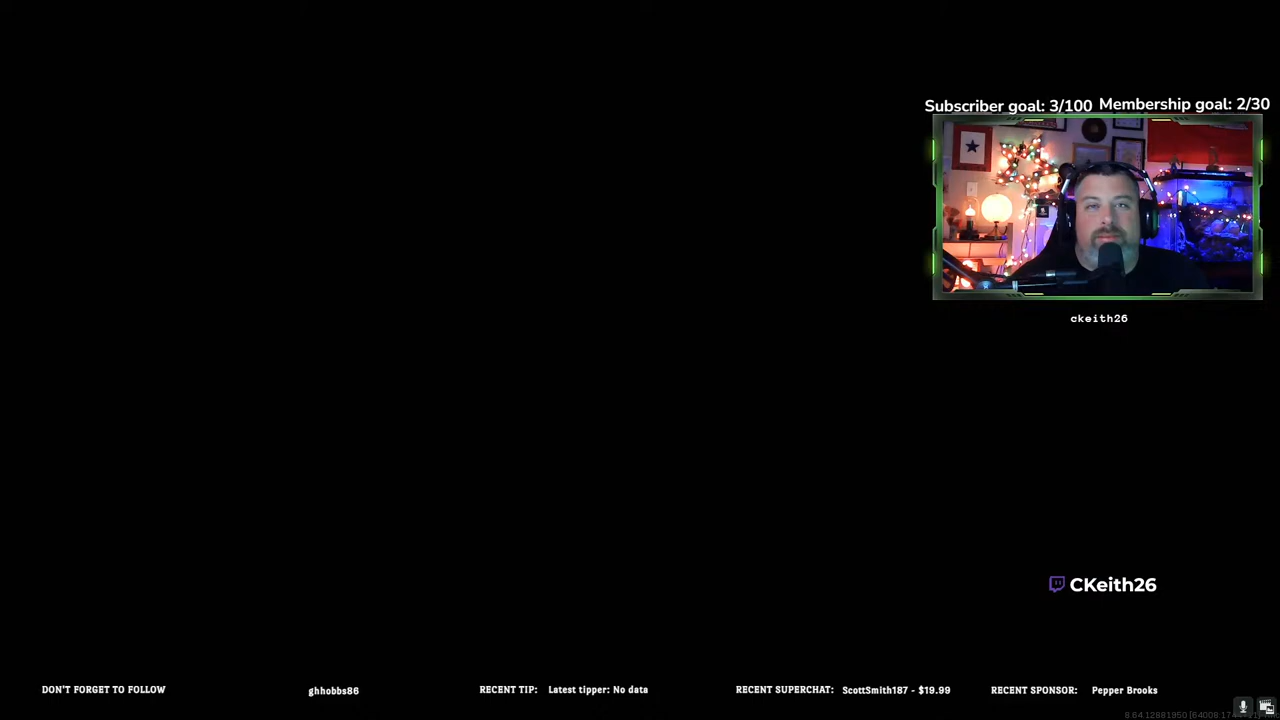 Subscriber goal: 3/100 Membership goal: 2/30
ckeith26
CKeith26
DON'T FORGET TO FOLLOW ghhobbs86 RECENT TIP: Latest tipper: No data RECENT SUPERCHAT: ScottSmith187 - $19.99 RECENT SPONSOR: Pepper Brooks